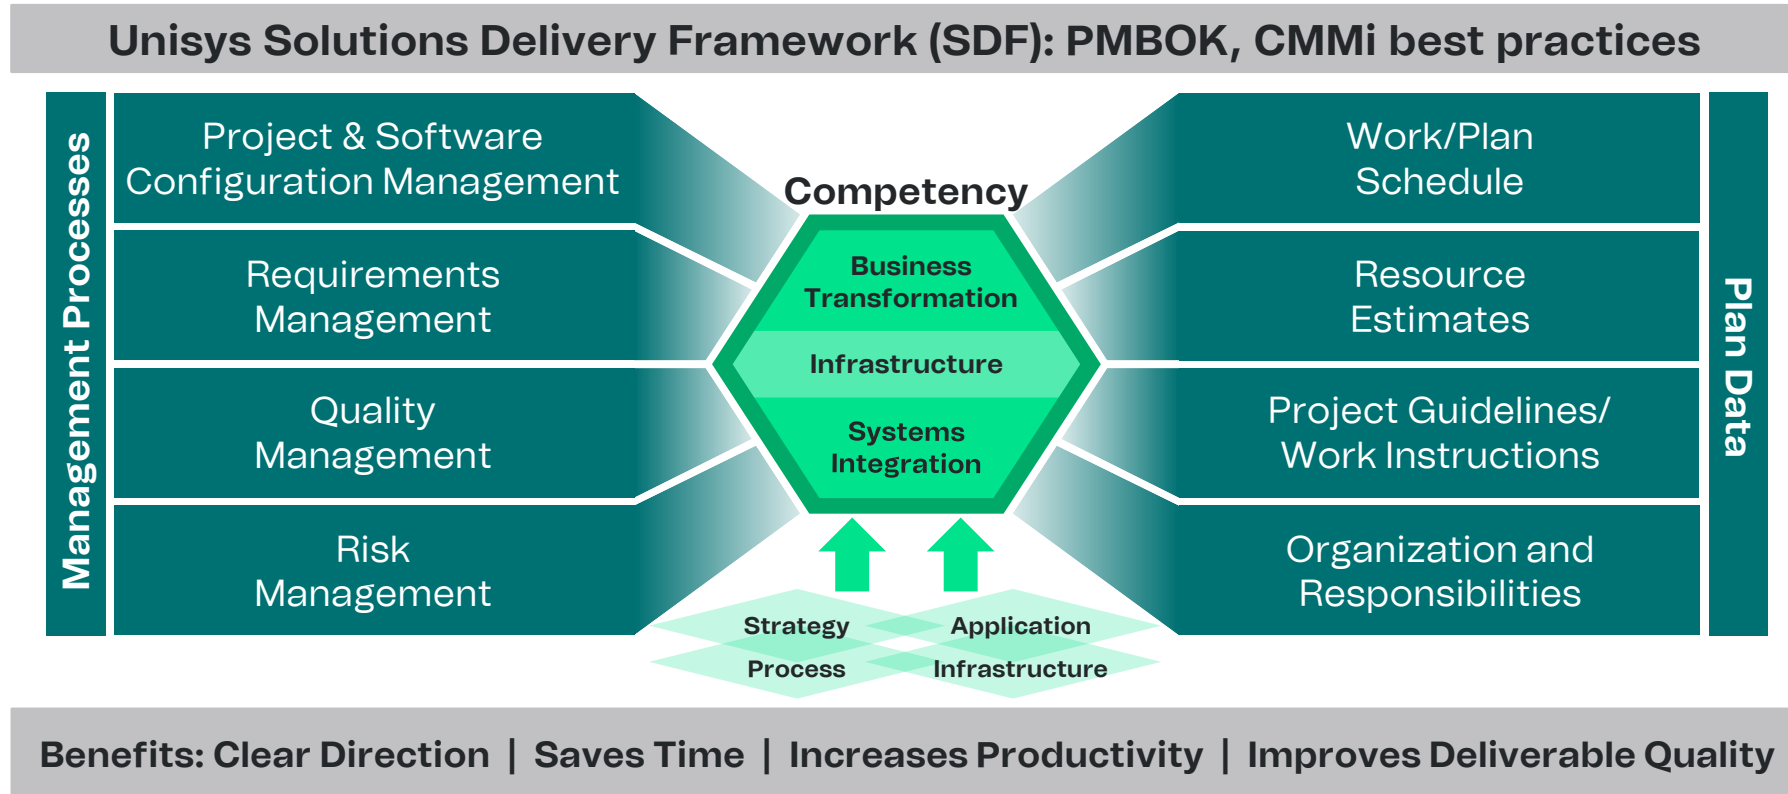 Unisys Solutions Delivery Framework (SDF): PMBOK, CMMi best practices
Management Processes
Project & Software
Configuration Management
Requirements
Management
Quality
Management
Risk
Management
Competency
Business
Transformation
Infrastructure
Systems
Integration
Strategy
Application
Process
Infrastructure
Work/Plan
Schedule
Resource
Estimates
Project Guidelines/
Work Instructions
Organization and
Responsibilities
Plan Data
Benefits: Clear Direction | Saves Time | Increases Productivity | Improves Deliverable Quality